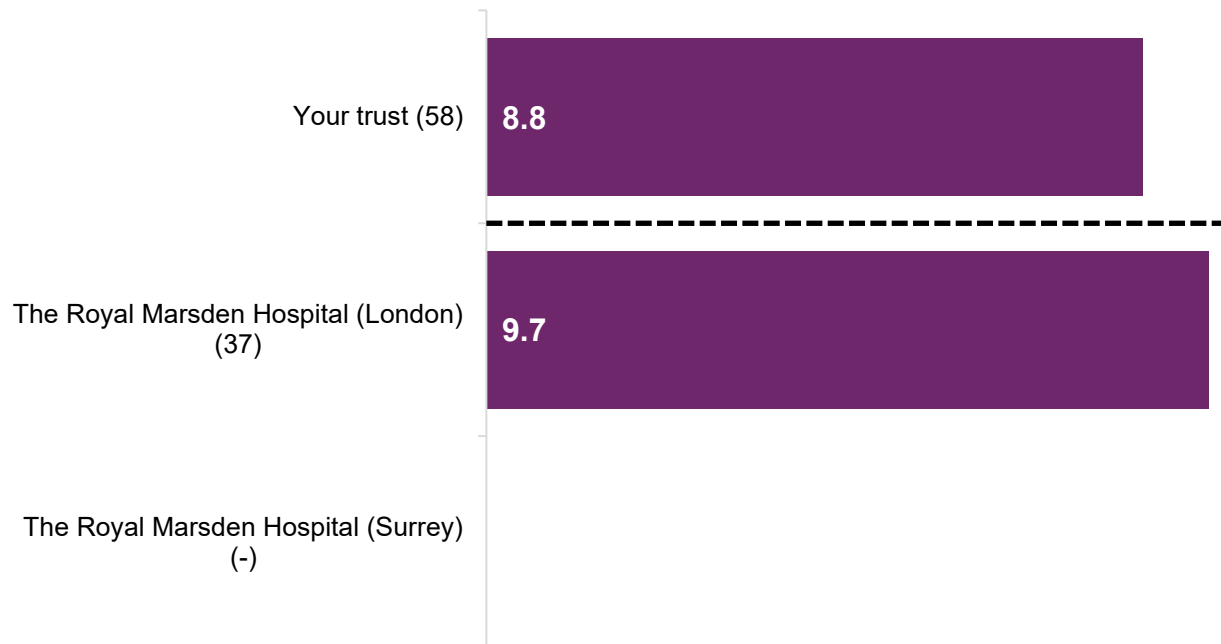 Your trust (58)
8.8
The Royal Marsden Hospital (London)
(37)
9.7
The Royal Marsden Hospital (Surrey)
(-)